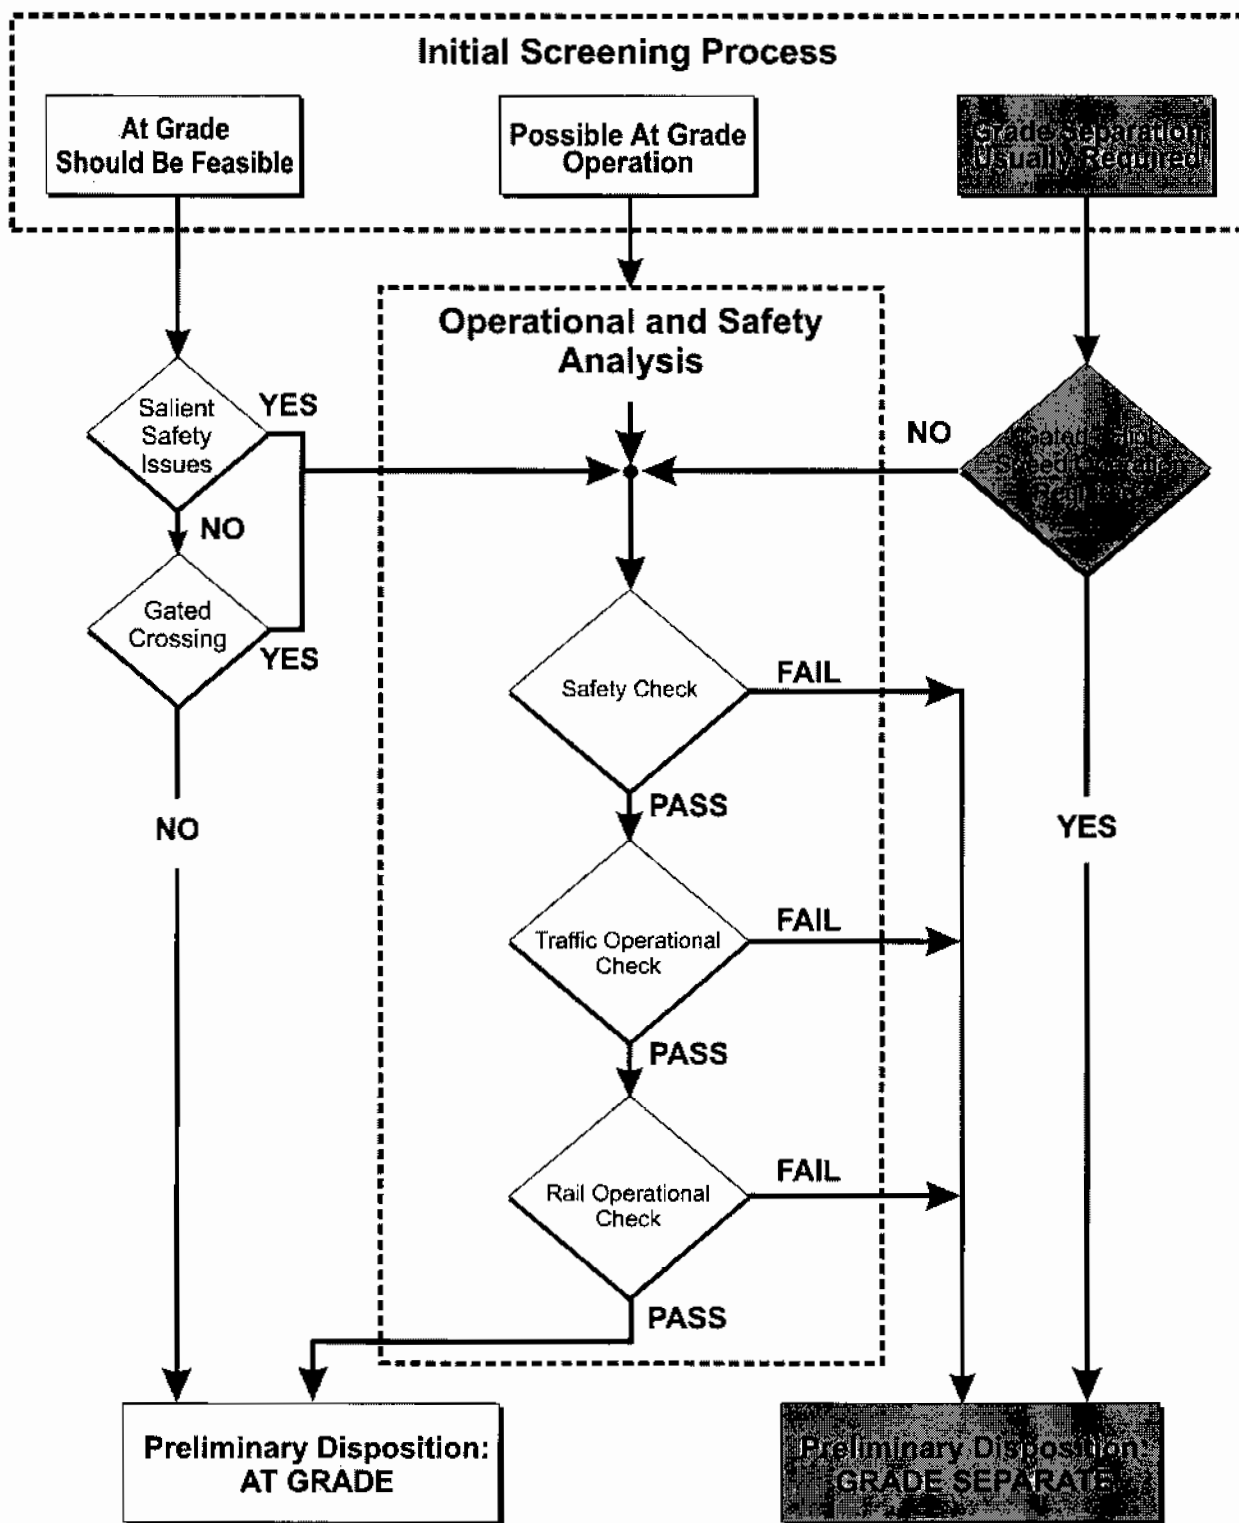 Initial Screening Process
At Grade
Should Be Feasible
Possible At Grade
Operation
Grade Separation
Usually Required
Operational and Safety
Analysis
Salient
Safety
Issues
YES
NO
NO
Gated
Crossing
YES
Safety Check
FAIL
PASS
NO
YES
Traffic Operational
Check
FAIL
PASS
Rail Operational
Check
FAIL
PASS
Preliminary Disposition:
AT GRADE
Preliminary Disposition:
GRADE SEPARATE